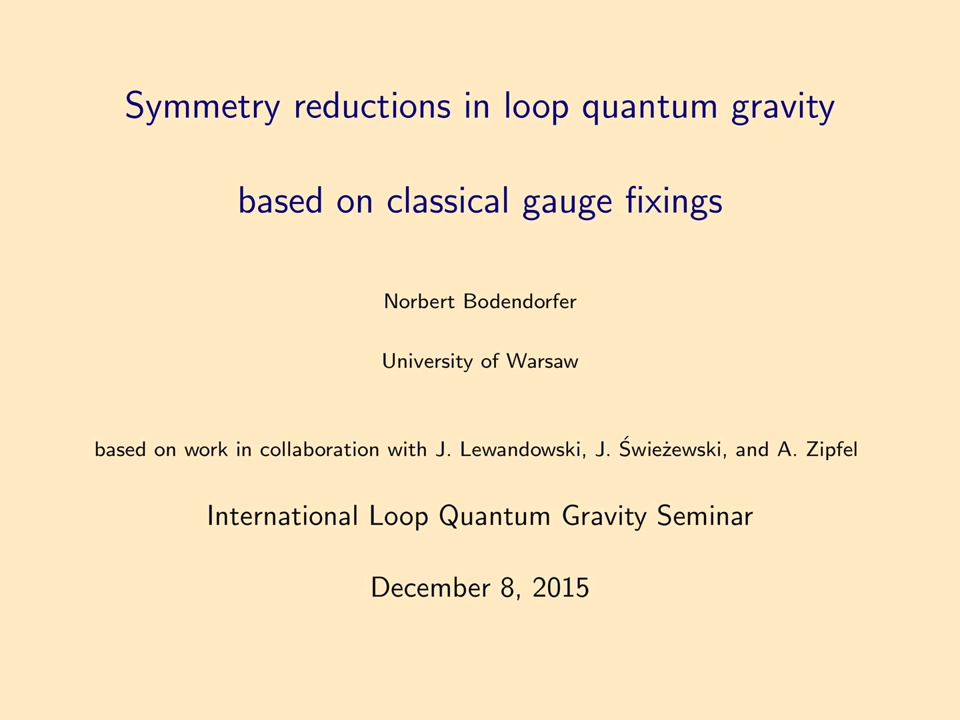 Symmetry reductions in loop quantum gravity
based on classical gauge fixings
Norbert Bodendorfer
University of Warsaw
based on work in collaboration with J. Lewandowski, J. Świeżewski, and A. Zipfel
International Loop Quantum Gravity Seminar
December 8, 2015